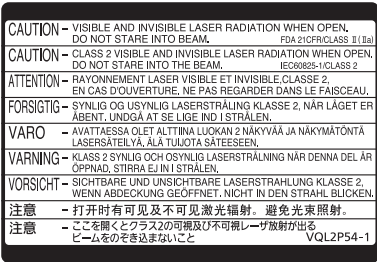 CAUTION - VISIBLE AND INVISIBLE LASER RADIATION WHEN OPEN.
DO NOT STARE INTO BEAM. FDA 21CFR/CLASS II (IIa)
CAUTION - CLASS 2 VISIBLE AND INVISIBLE LASER RADIATION WHEN OPEN.
DO NOT STARE INTO THE BEAM. IEC60825-1/CLASS 2
ATTENTION - RAYONNEMENT LASER VISIBLE ET INVISIBLE,CLASSE 2,
EN CAS D'OUVERTURE. NE PAS REGARDER DANS LE FAISCEAU.
FORSIGTIG - SYNLIG OG USYNLIG LASERSTRÅLING KLASSE 2, NÅR LÅGET ER
ÅBENT. UNDGÅ AT SE LIGE IND I STRÅLEN.
VARO - AVATTAESSA OLET ALTTIINA LUOKAN 2 NÄKYVÄÄ JA NÄKYMÄTÖNTÄ
LASERSÄTEILYÄ. ÄLÄ TUIJOTA SÄTEESEEN.
VARNING - KLASS 2 SYNLIG OCH OSYNLIG LASERSTRÅLNING NÄR DENNA DEL ÄR
ÖPPNAD. STIRRA EJ IN I STRÅLEN.
VORSICHT - SICHTBARE UND UNSICHTBARE LASERSTRAHLUNG KLASSE 2,
WENN ABDECKUNG GEÖFFNET. NICHT IN DEN STRAHL BLICKEN.
注意 - 打开时有可见及不可见激光辐射。避免光束照射。
注意 - ここを開くとクラス2の可視及び不可視レーザ放射が出る
ビームをのぞき込まないこと VQL2P54-1